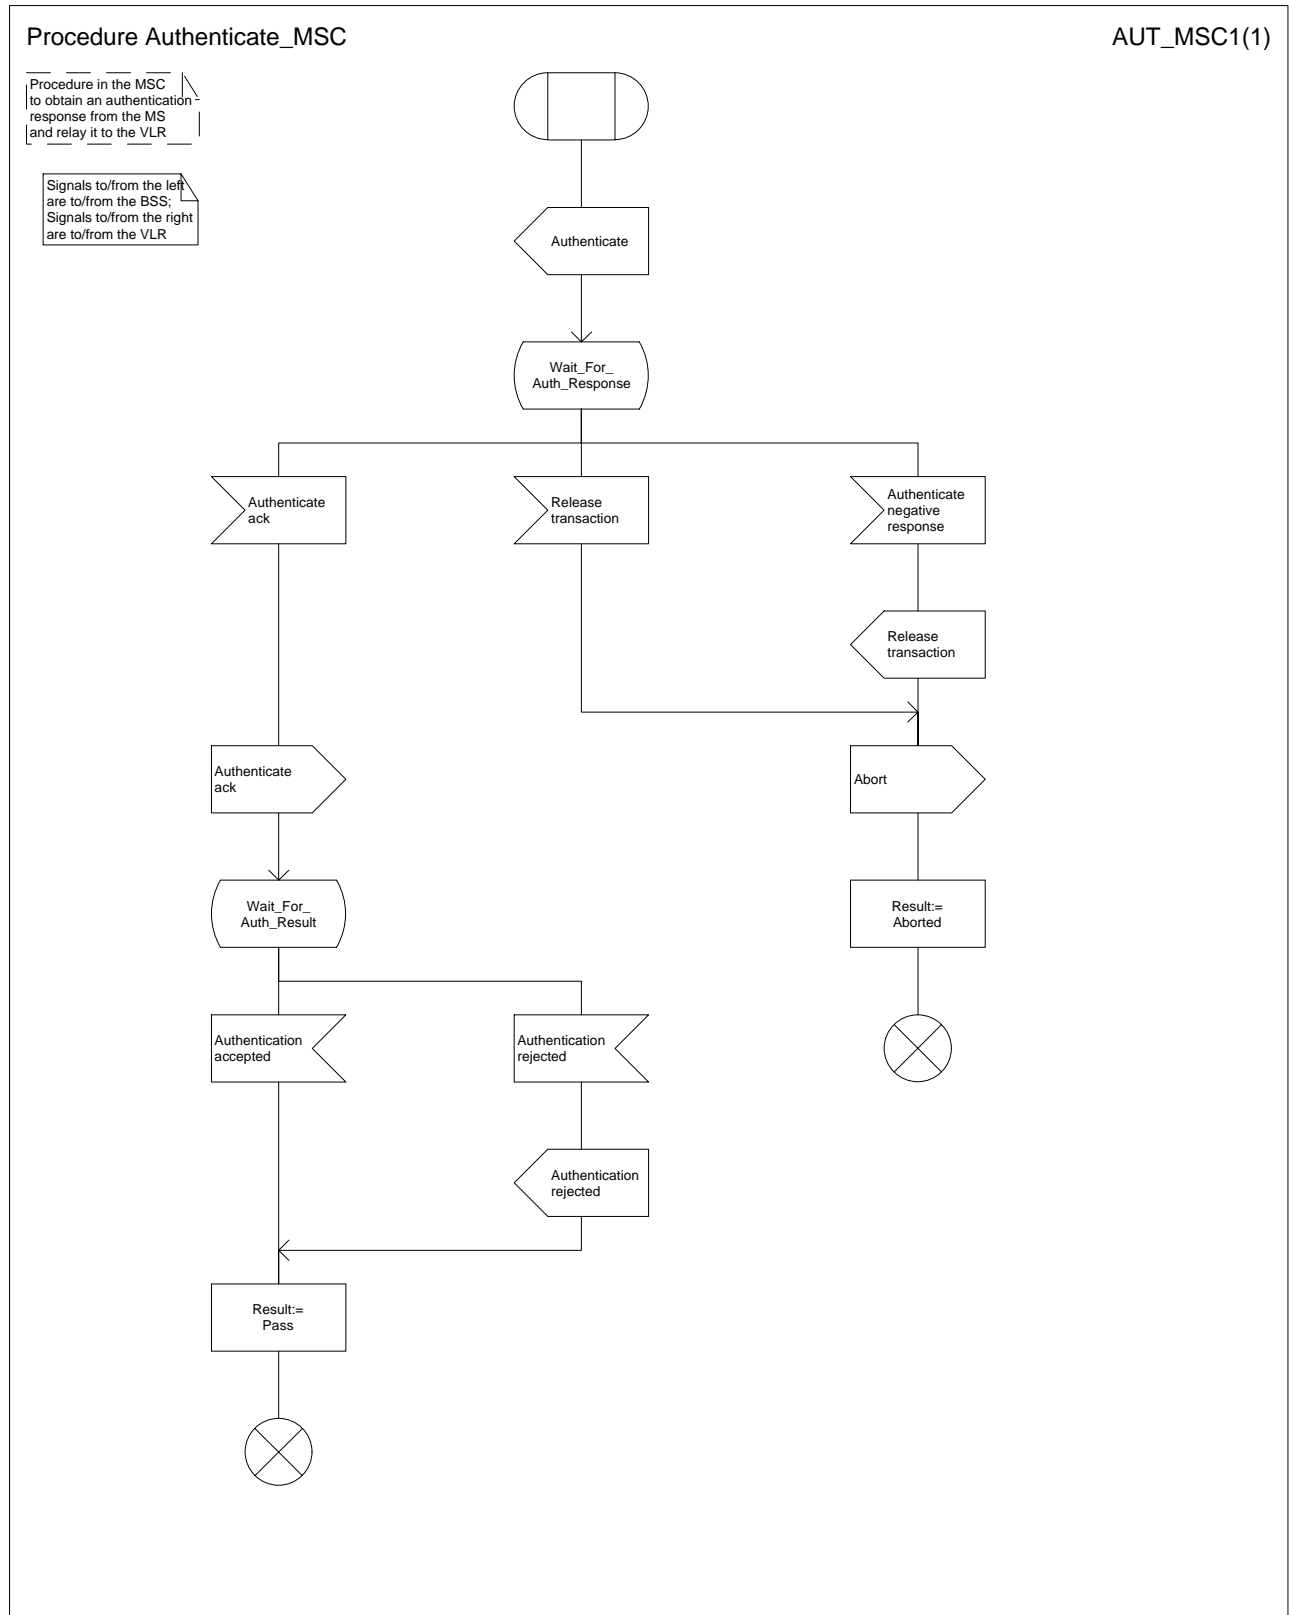 Procedure Authenticate_MSC
AUT_MSC1(1)
Procedure in the MSC
to obtain an authentication
response from the MS
and relay it to the VLR
Signals to/from the left
are to/from the BSS;
Signals to/from the right
are to/from the VLR
Authenticate
Wait_For_
Auth_Response
Authenticate
ack
Release
transaction
Authenticate
negative
response
Release
transaction
Authenticate
ack
Abort
Wait_For_
Auth_Result
Result:=
Aborted
Authentication
accepted
Authentication
rejected
Authentication
rejected
Result:=
Pass